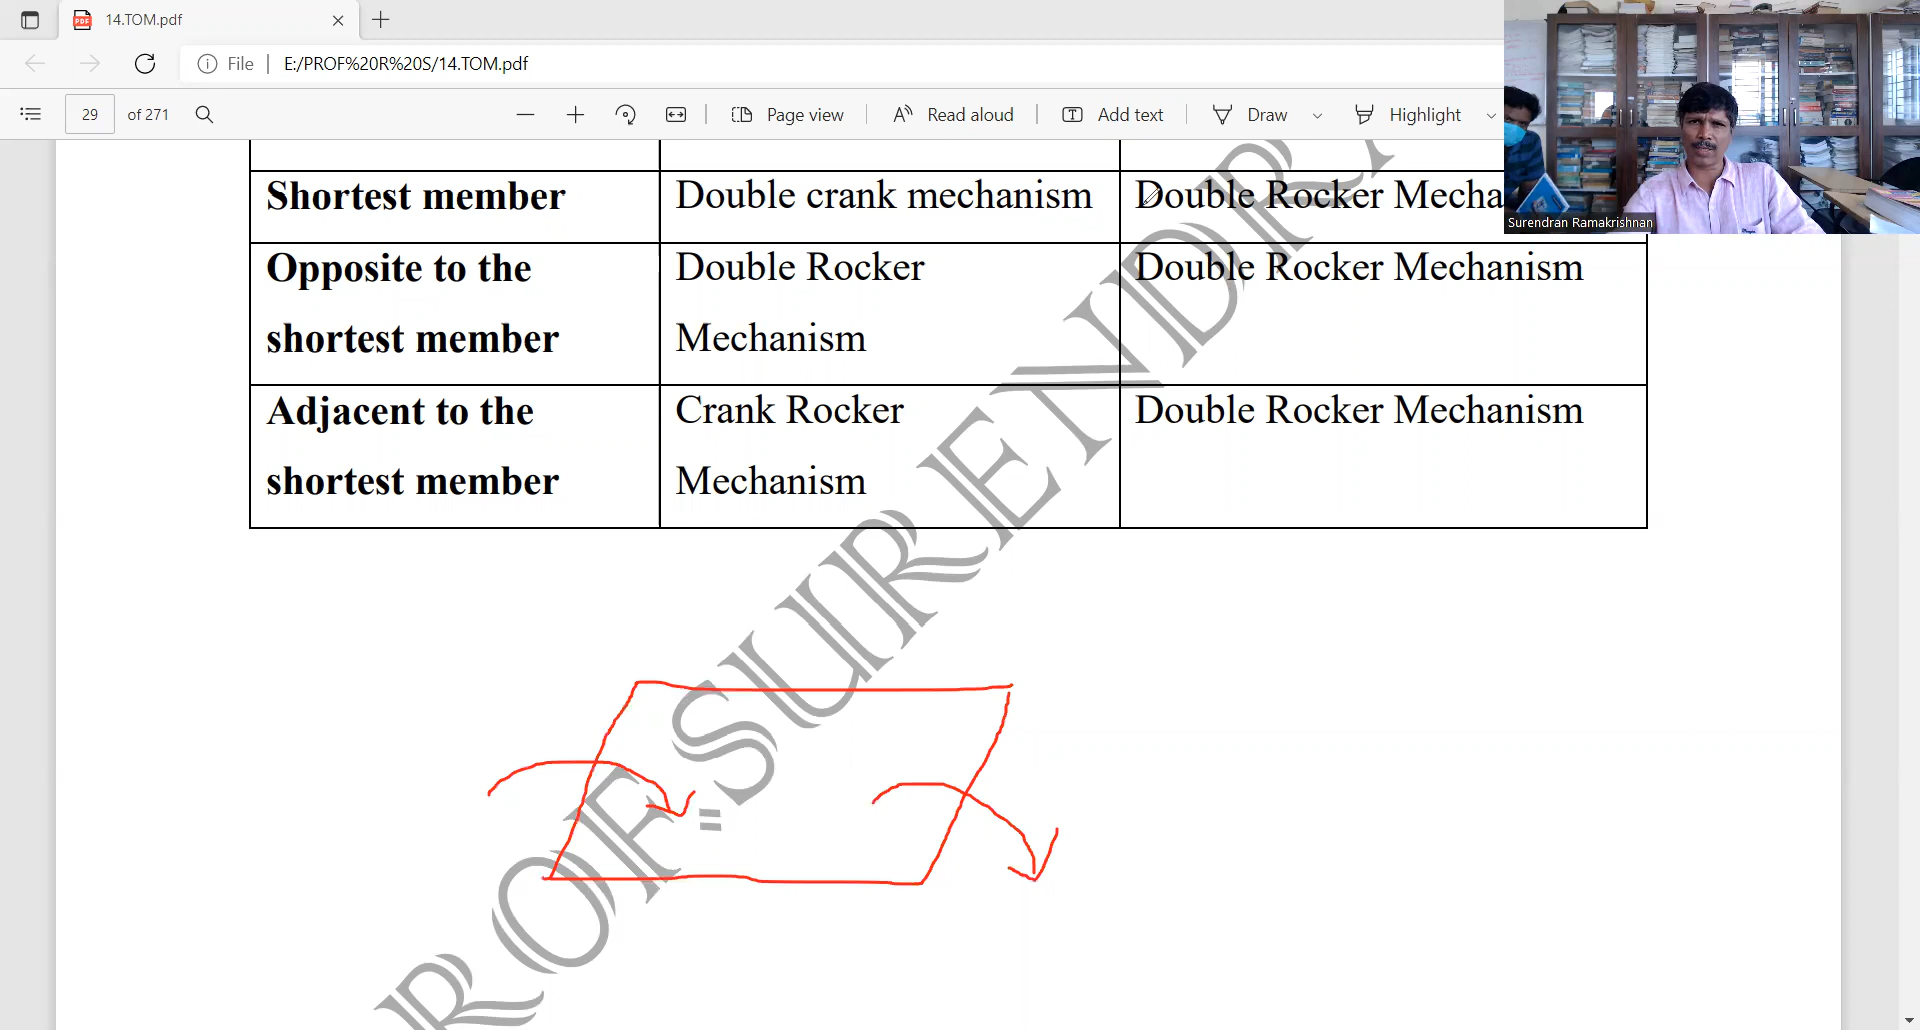 14.TOM.pdf
File E:/PROF%20R%20S/14.TOM.pdf
29 of 271 Page view Read aloud Add text Draw Highlight
Surendran Ramakrishnan
Shortest member Double crank mechanism Double Rocker Mecha
Opposite to the Double Rocker Double Rocker Mechanism
shortest member Mechanism
Adjacent to the Crank Rocker Double Rocker Mechanism
shortest member Mechanism
ROF.SURENDR